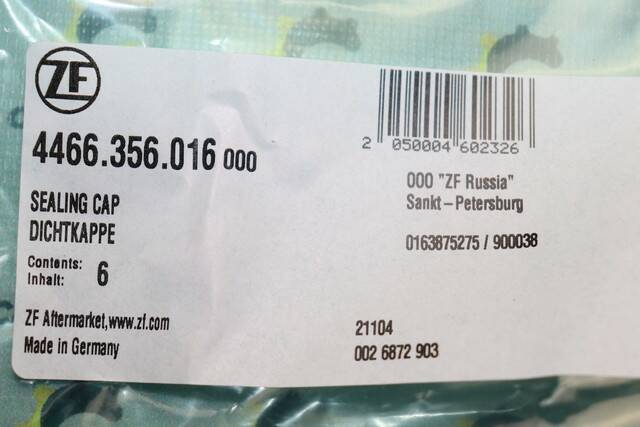 ZF
4466.356.016 000
SEALING CAP
DICHTKAPPE
Contents:
Inhalt: 6
ZF Aftermarket,www.zf.com
Made in Germany
2 050004 602326
OOO "ZF Russia"
Sankt-Petersburg
0163875275 / 900038
21104
002 6872 903